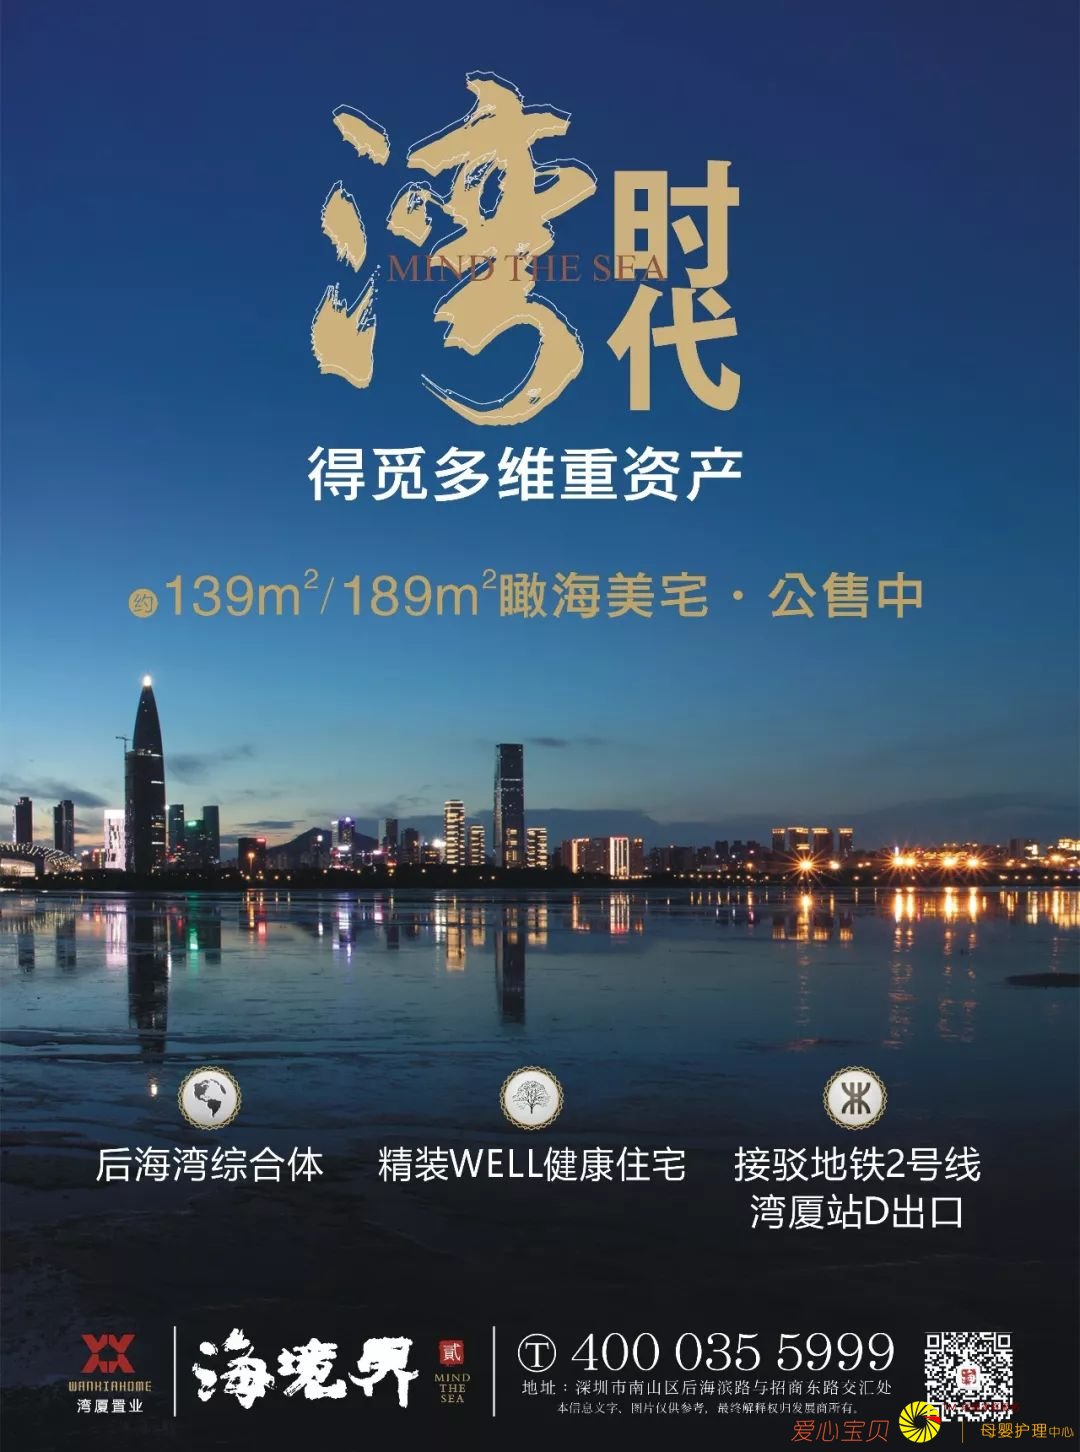 湾时代
MIND THE SEA
得觅多维重资产
约139m²/189m²瞰海美宅·公售中
后海湾综合体
精装WELL健康住宅
接驳地铁2号线
湾厦站D出口
WANXIAHOME
湾厦置业
海境界
贰
MIND
THE
SEA
T 400 035 5999
地址：深圳市南山区后海滨路与招商东路交汇处
本信息文字、图片仅供参考，最终解释权归发展商所有。
海
爱心宝贝
母婴护理中心